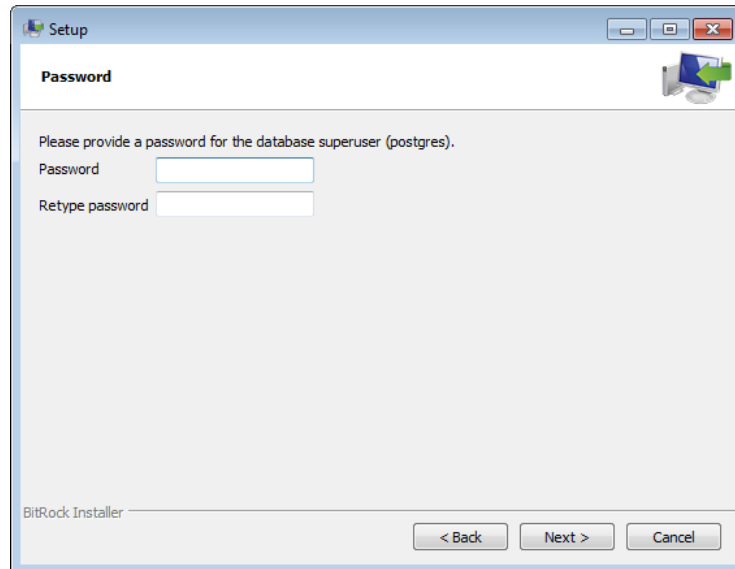 Setup
Password
Please provide a password for the database superuser (postgres).
Password
Retype password
BitRock Installer
< Back Next > Cancel